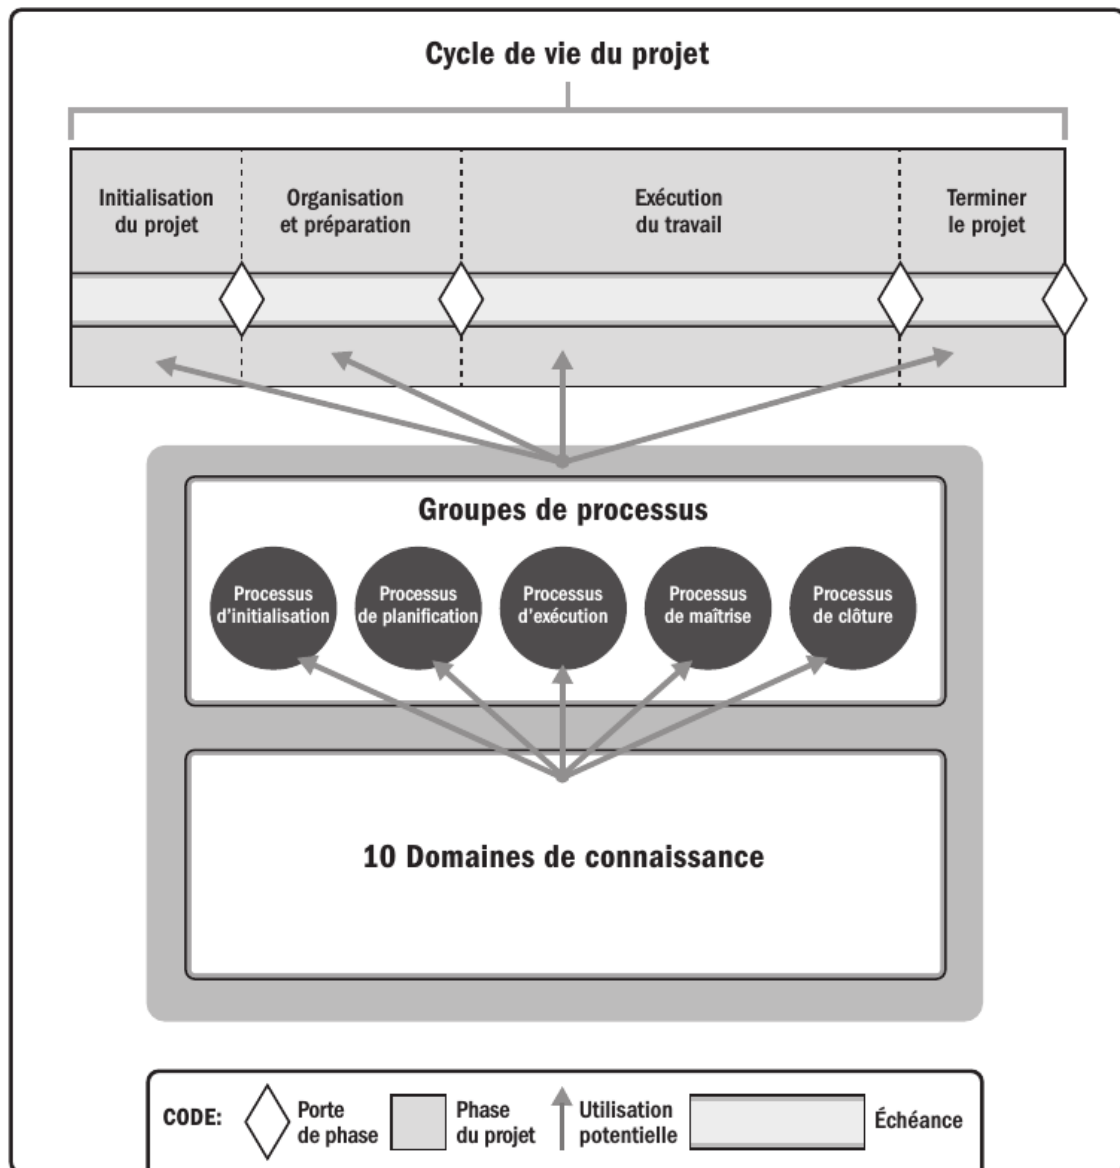 Cycle de vie du projet
Initialisation
du projet
Organisation
et préparation
Exécution
du travail
Terminer
le projet
Groupes de processus
Processus
d'initialisation
Processus
de planification
Processus
d'exécution
Processus
de maîtrise
Processus
de clôture
10 Domaines de connaissance
CODE:
Porte
de phase
Phase
du projet
Utilisation
potentielle
Échéance